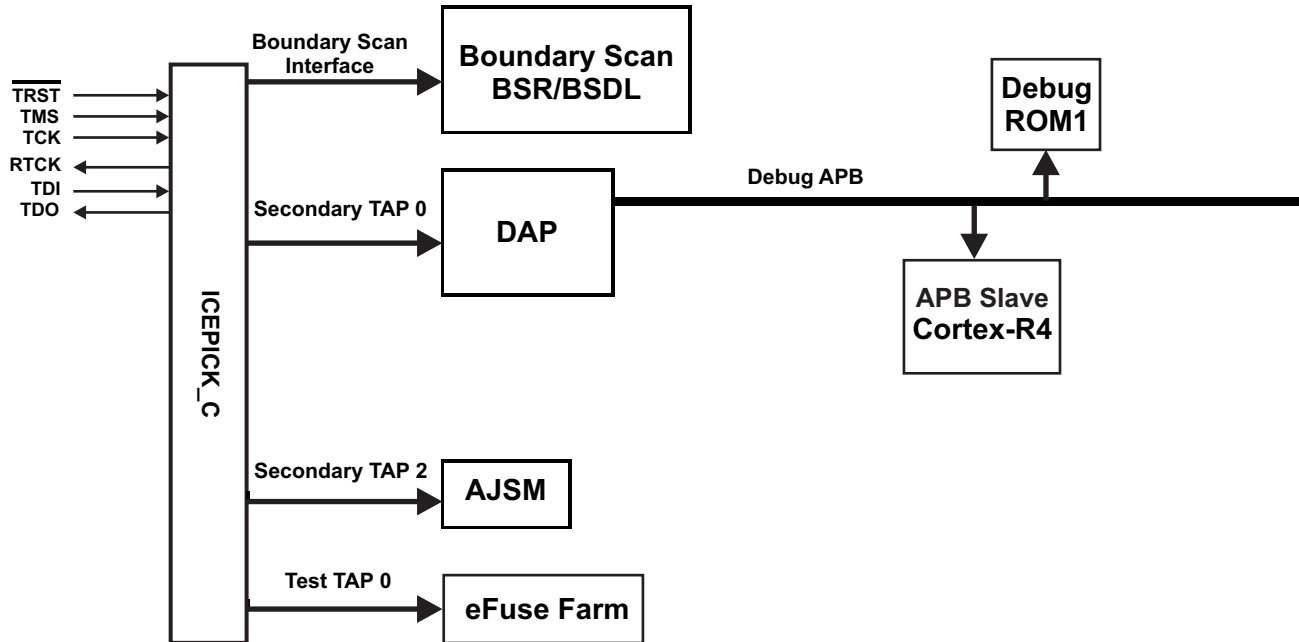 Boundary Scan
Interface
Boundary Scan
BSR/BSDL
TRST
TMS
TCK
RTCK
TDI
TDO
Debug
ROM1
Debug APB
Secondary TAP 0
DAP
ICEPICK_C
APB Slave
Cortex-R4
Secondary TAP 2
AJSM
Test TAP 0
eFuse Farm